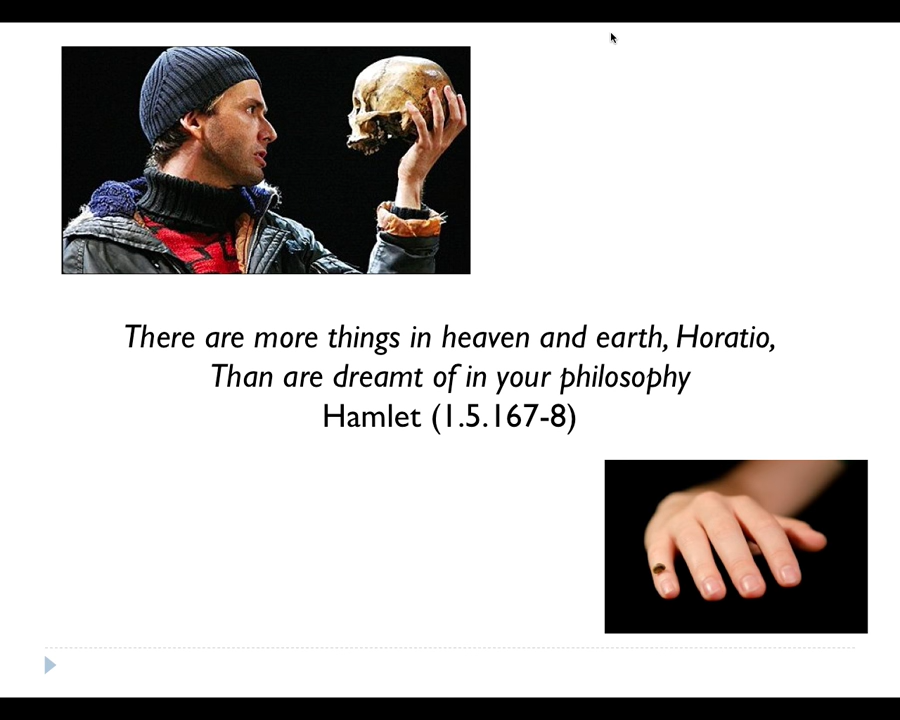 There are more things in heaven and earth, Horatio,
Than are dreamt of in your philosophy
Hamlet (1.5.167-8)